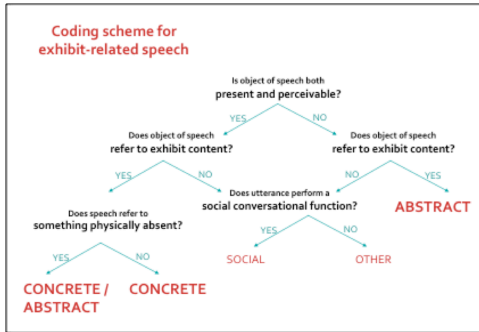 Coding scheme for
exhibit-related speech
Is object of speech both
present and perceivable?
YES
NO
Does object of speech
refer to exhibit content?
Does object of speech
refer to exhibit content?
YES
NO
NO
YES
Does utterance perform a
social conversational function?
ABSTRACT
Does speech refer to
something physically absent?
YES
NO
YES
NO
SOCIAL
OTHER
CONCRETE /
ABSTRACT
CONCRETE